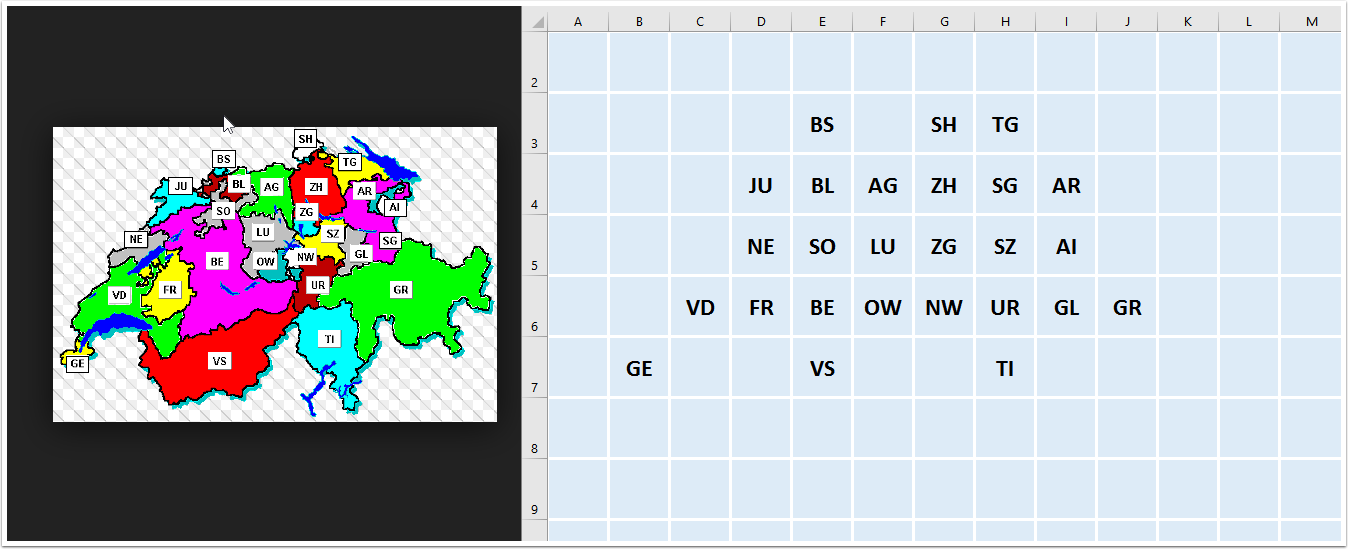 SH
BS
TG
JU
BL
AG
ZH
AR
SO
ZG
AI
LU
SZ
NE
SG
BE
OW
NW
GL
UR
FR
VD
GR
TI
VS
GE
A B C D E F G H I J K L M
2
3 BS SH TG
4 JU BL AG ZH SG AR
5 NE SO LU ZG SZ AI
6 VD FR BE OW NW UR GL GR
7 GE VS TI
8
9